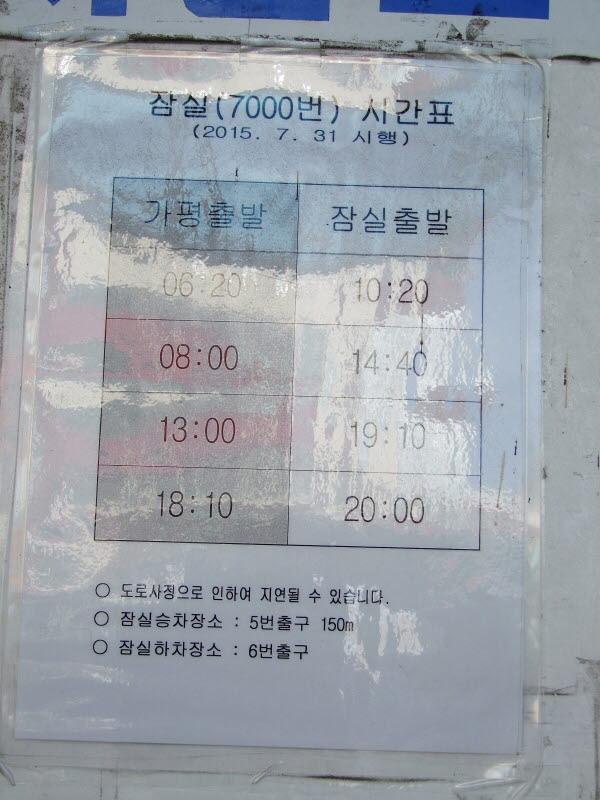 잠실(7000번) 시간표
(2015. 7. 31 시행)
가평출발 잠실출발
06:20 10:20
08:00 14:40
13:00 19:10
18:10 20:00
○ 도로사정으로 인하여 지연될 수 있습니다.
○ 잠실승차장소 : 5번출구 150m
○ 잠실하차장소 : 6번출구